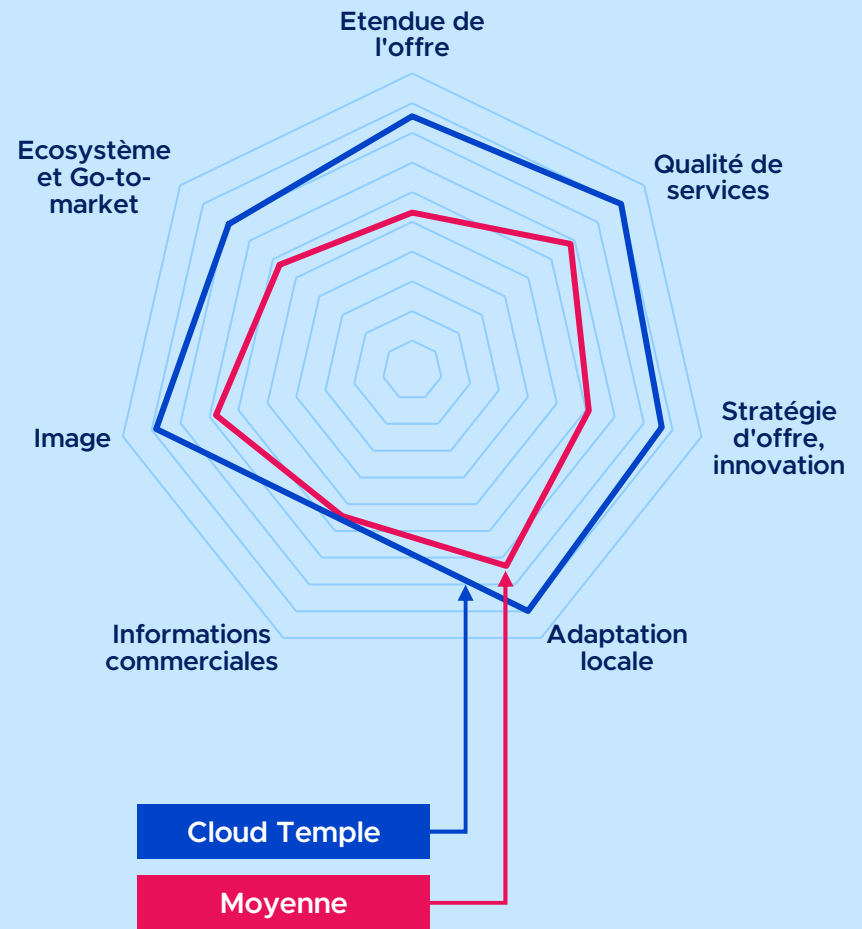 Etendue de
l'offre
Ecosystème
et Go-to-
market
Qualité de
services
Image
Stratégie
d'offre,
innovation
Informations
commerciales
Adaptation
locale
Cloud Temple
Moyenne